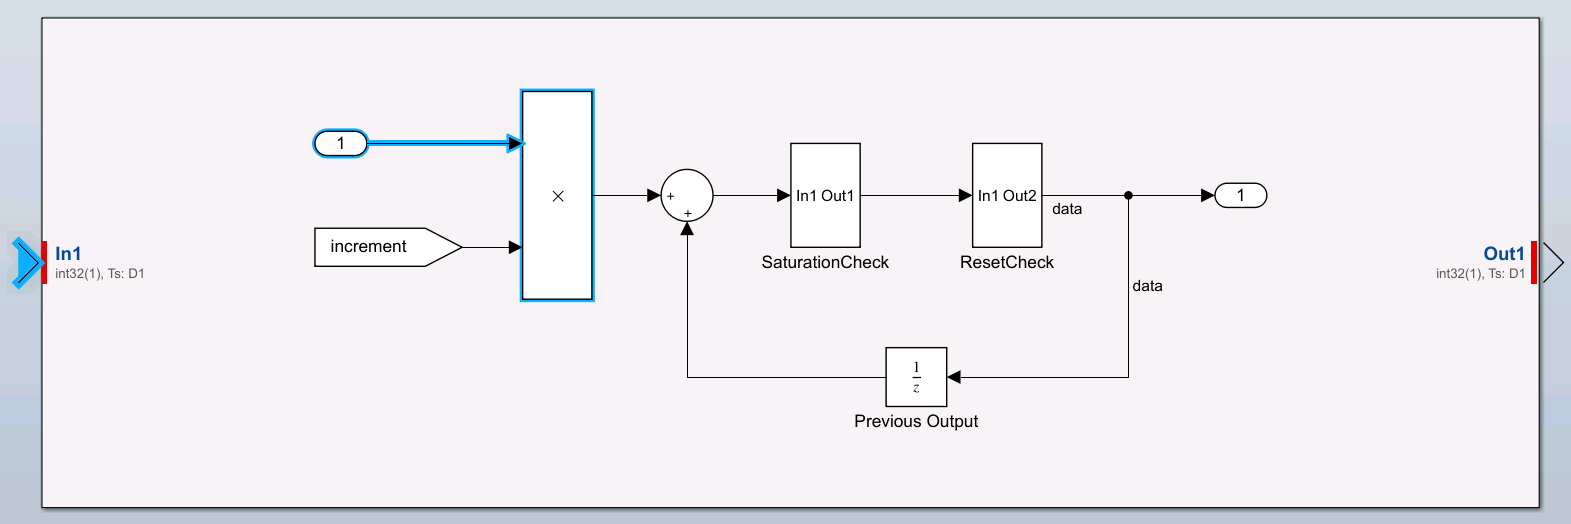 1
×
increment
In1
int32(1), Ts: D1
+
+
In1 Out1
SaturationCheck
In1 Out2
ResetCheck
data
1
data
Out1
int32(1), Ts: D1
1
z
Previous Output